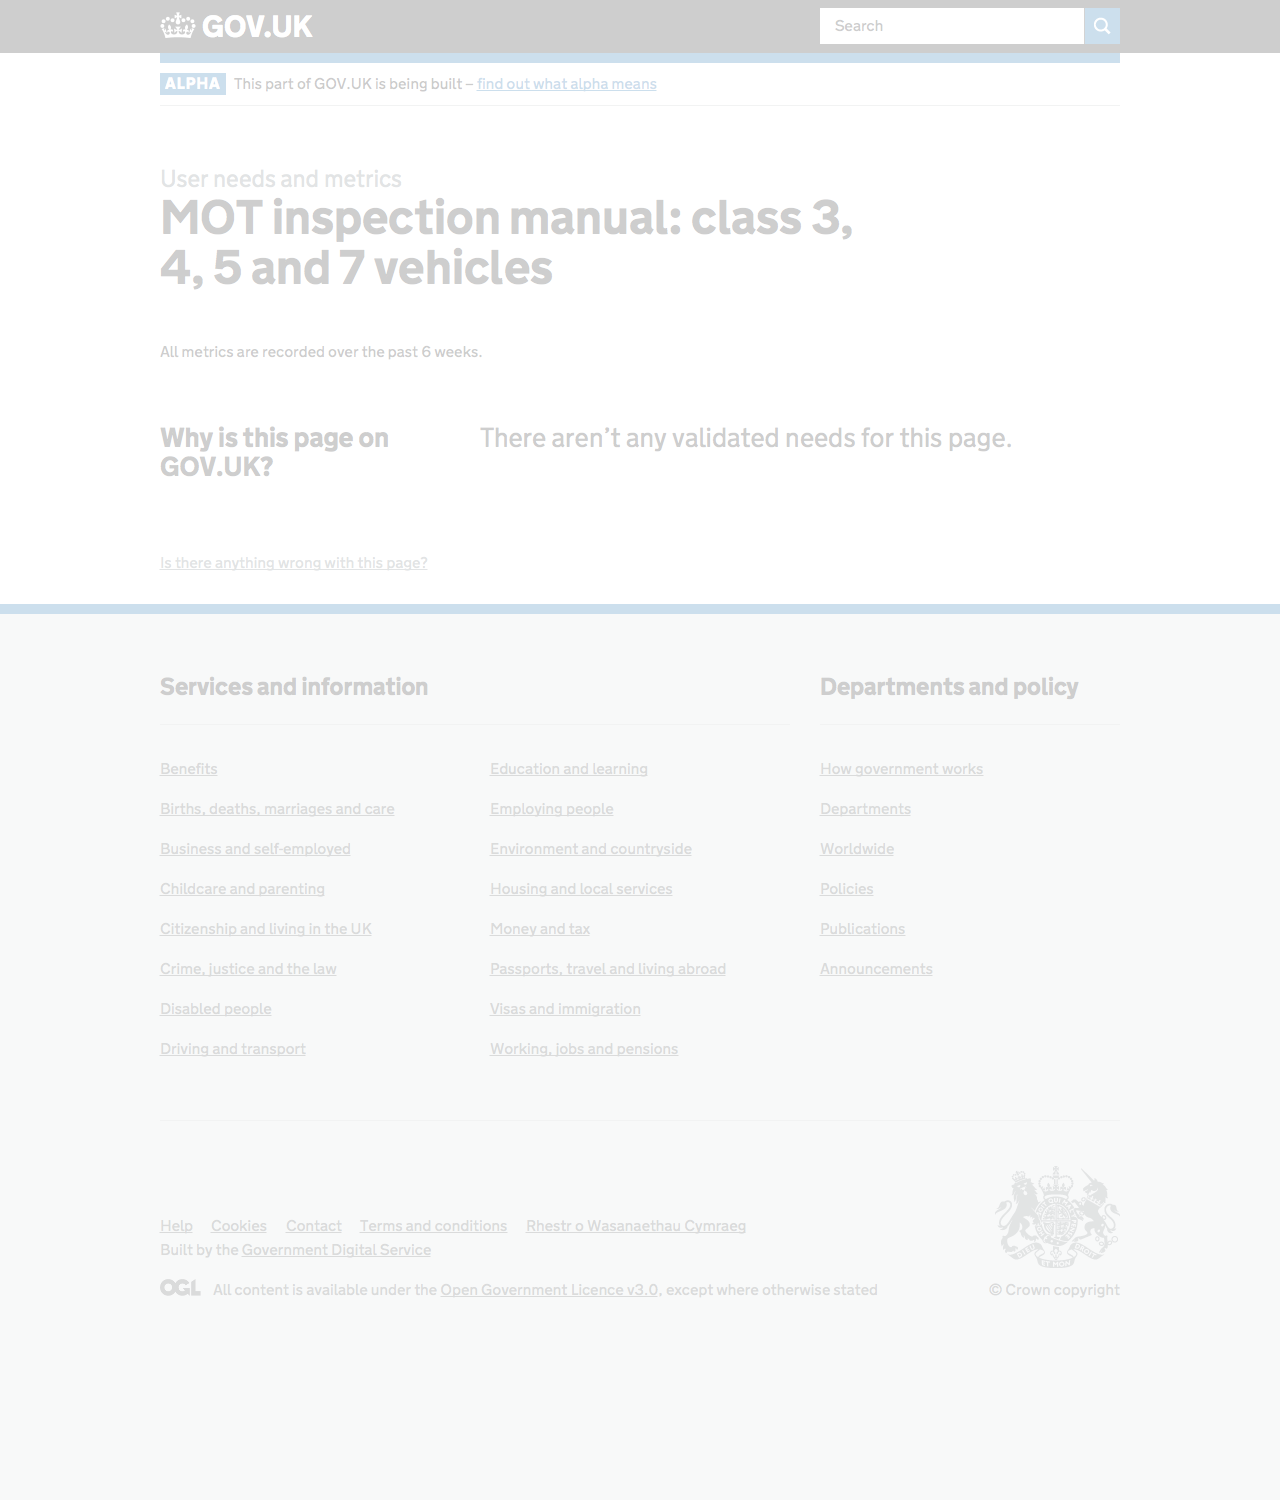 GOV.UK
Search
ALPHA This part of GOV.UK is being built – find out what alpha means
User needs and metrics
MOT inspection manual: class 3,
4, 5 and 7 vehicles
All metrics are recorded over the past 6 weeks.
Why is this page on
GOV.UK?
There aren’t any validated needs for this page.
Is there anything wrong with this page?
Services and information
Benefits
Births, deaths, marriages and care
Business and self-employed
Childcare and parenting
Citizenship and living in the UK
Crime, justice and the law
Disabled people
Driving and transport
Education and learning
Employing people
Environment and countryside
Housing and local services
Money and tax
Passports, travel and living abroad
Visas and immigration
Working, jobs and pensions
Departments and policy
How government works
Departments
Worldwide
Policies
Publications
Announcements
Help Cookies Contact Terms and conditions Rhestr o Wasanaethau Cymraeg
Built by the Government Digital Service
OGL All content is available under the Open Government Licence v3.0, except where otherwise stated
© Crown copyright